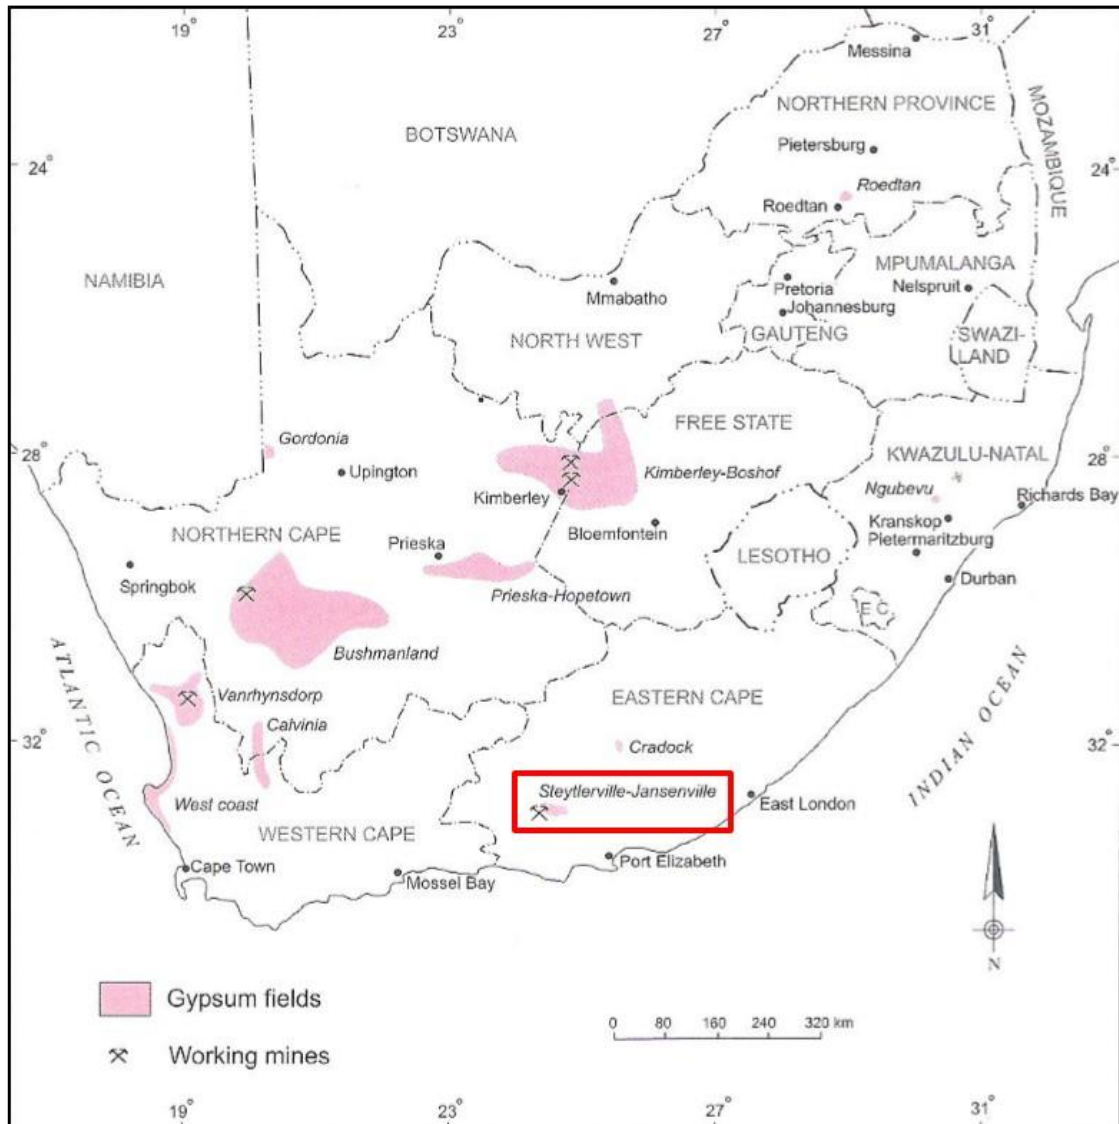 19° 23° 27° 31°
Messina
NORTHERN PROVINCE
MOZAMBIQUE
BOTSWANA
Pietersburg
24° 24°
Roedtan
Roedtan
NAMIBIA
MPUMALANGA
Pretoria
Nelspruit
Mmabatho
Johannesburg
GAUTENG
NORTH WEST
SWAZI-
LAND
FREE STATE
Gordonia
28° 28°
KWAZULU-NATAL
Upington
Kimberley-Boshof
Ngubevu
Kimberley
Richards Bay
Kranskop
NORTHERN CAPE
Bloemfontein
Pietermaritzburg
Prieska
LESOTHO
Springbok
Durban
Prieska-Hopetown
E C
Bushmanland
ATLANTIC OCEAN
Vanrhynsdorp
EASTERN CAPE
INDIAN OCEAN
Calvinia
32° 32°
Cradock
Steytlerville-Jansenville
West coast
East London
WESTERN CAPE
Port Elizabeth
Cape Town
Mossel Bay
N
Gypsum fields
0 80 160 240 320 km
Working mines
19° 23° 27° 31°